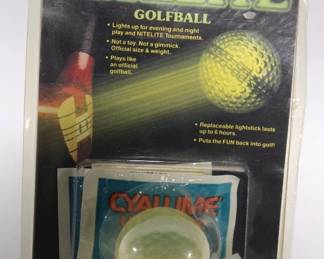 GOLFBALL
• Lights up for evening and night
play and NITELITE Tournaments.
• Not a toy. Not a gimmick.
Official size & weight.
• Plays like
an official
golfball.
• Replaceable lightstick lasts
up to 6 hours.
• Puts the FUN back into golf!
CYALUME